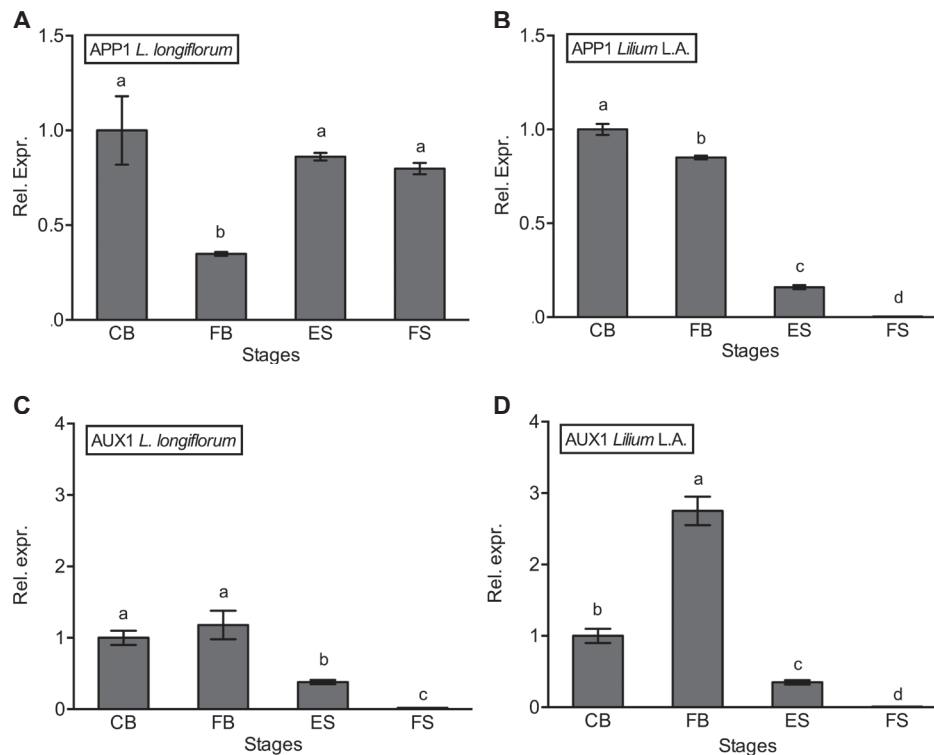 A
APP1 L. longiflorum
1.5
1.0
0.5
.0
Rel. Expr.
a
b
a
a
CB FB ES FS
Stages
B
APP1 Lilium L.A.
1.5
1.0
0.5
.0
Rel. Expr.
a
b
c
d
CB FB ES FS
Stages
C
AUX1 L. longiflorum
4
3
2
1
0
Rel. expr.
a
a
b
c
CB FB ES FS
Stages
D
AUX1 Lilium L.A.
4
3
2
1
0
Rel. expr.
b
a
c
d
CB FB ES FS
Stages